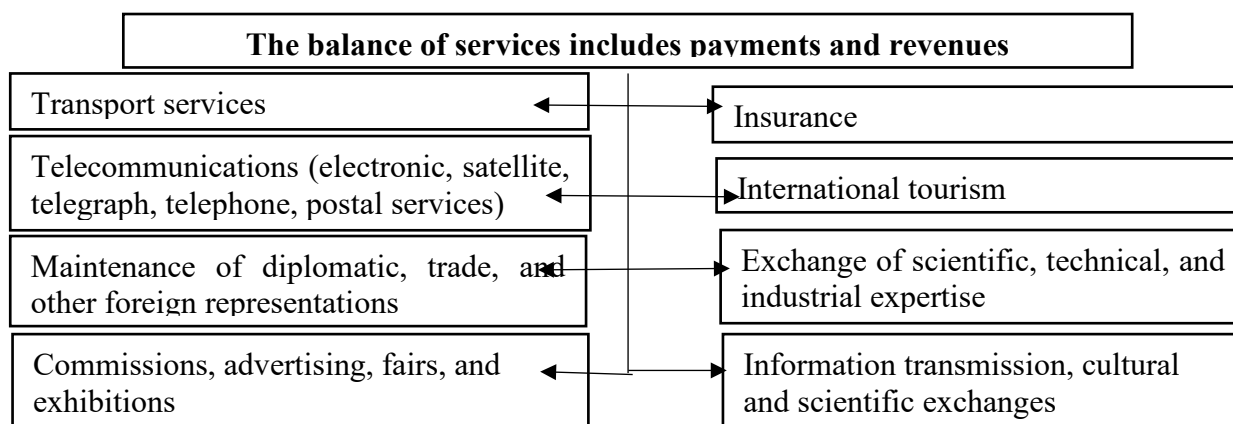 The balance of services includes payments and revenues
Transport services
Insurance
Telecommunications (electronic, satellite,
telegraph, telephone, postal services)
International tourism
Maintenance of diplomatic, trade, and
other foreign representations
Exchange of scientific, technical, and
industrial expertise
Commissions, advertising, fairs, and
exhibitions
Information transmission, cultural
and scientific exchanges